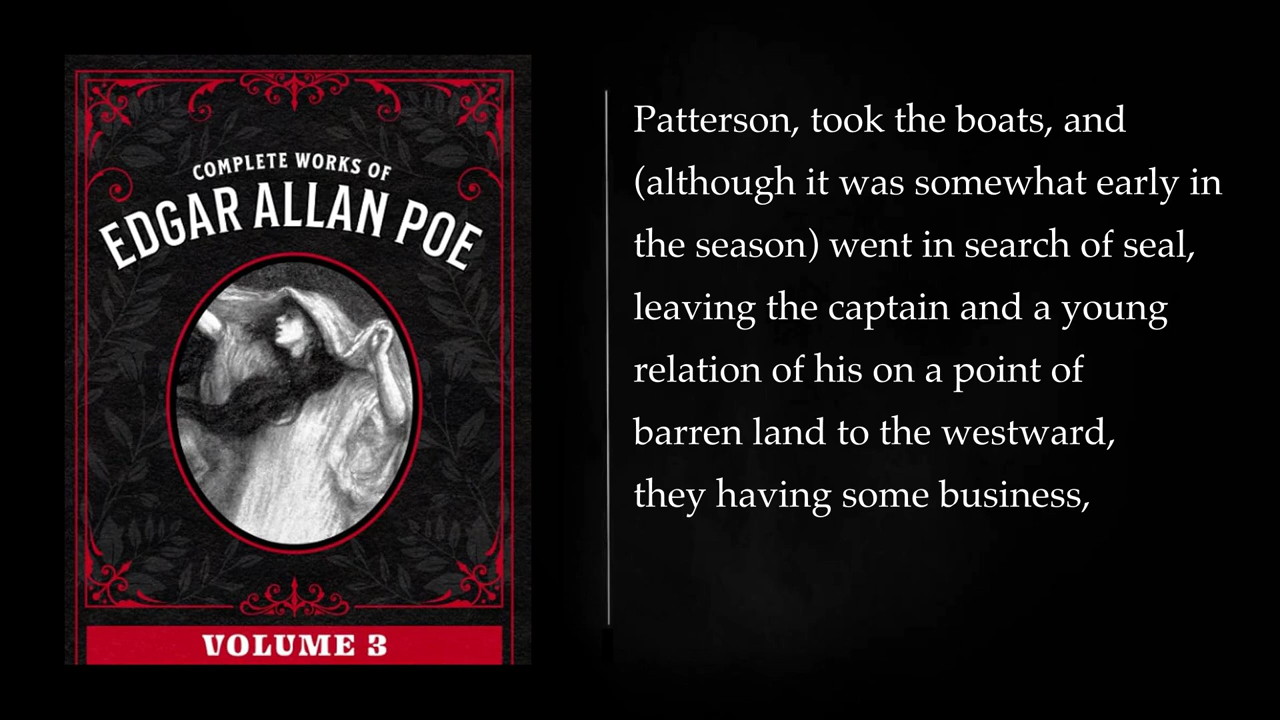 COMPLETE WORKS OF
EDGAR ALLAN POE
VOLUME 3
Patterson, took the boats, and
(although it was somewhat early in
the season) went in search of seal,
leaving the captain and a young
relation of his on a point of
barren land to the westward,
they having some business,